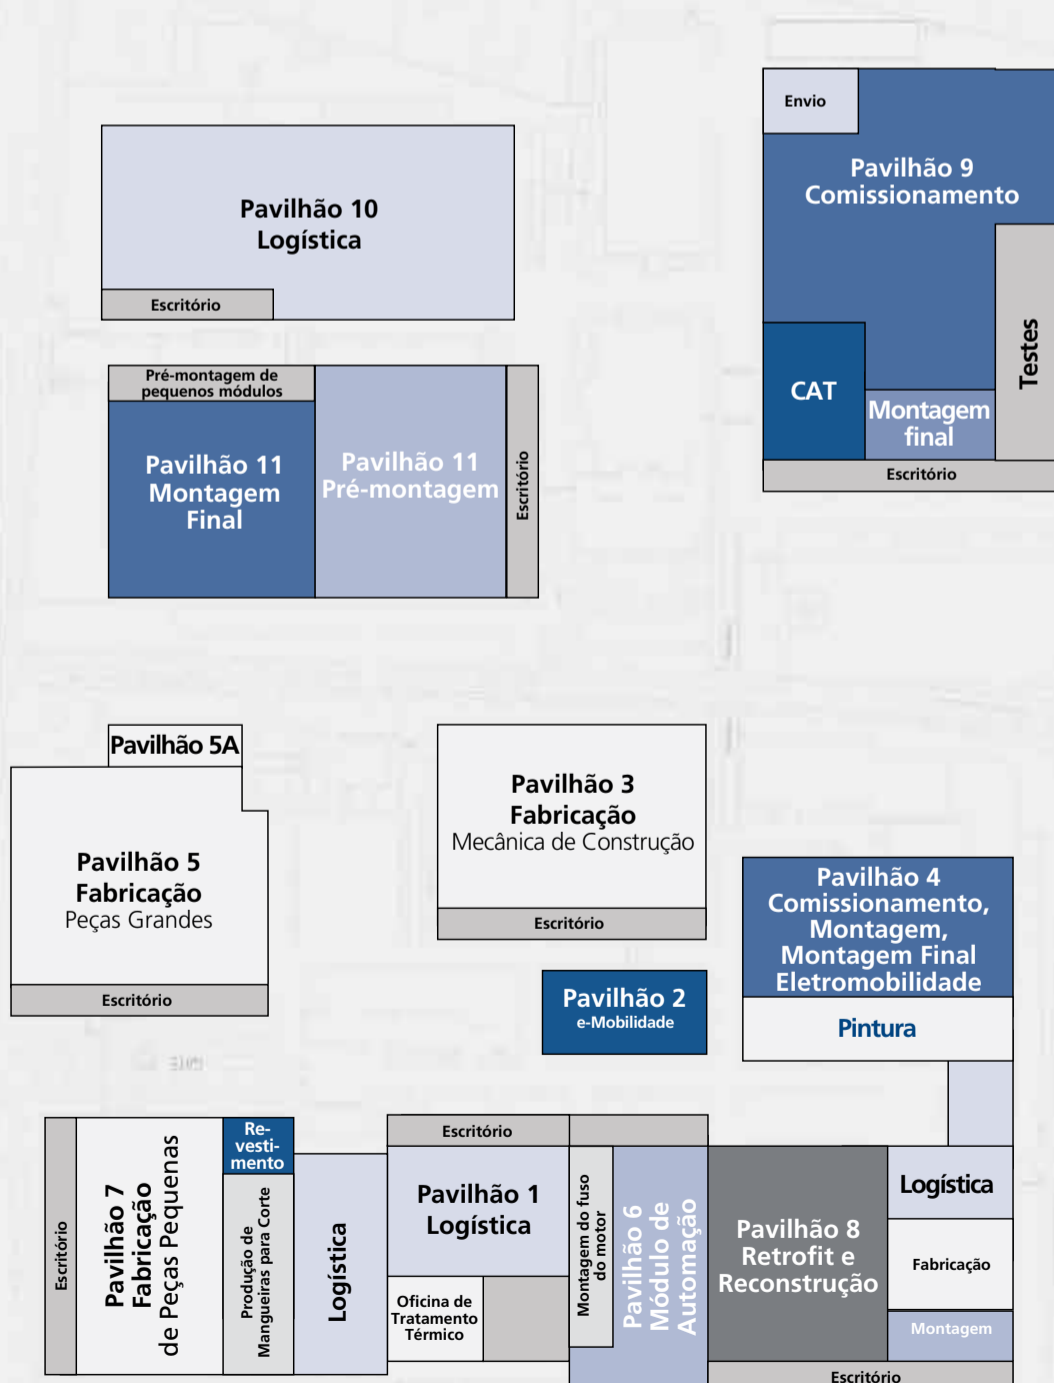 Envio
Pavilhão 9
Comissionamento
Pavilhão 10
Logística
Escritório
Testes
CAT
Montagem
final
Escritório
Pré-montagem de
pequenos módulos
Pavilhão 11
Montagem
Final
Pavilhão 11
Pré-montagem
Escritório
Pavilhão 5A
Pavilhão 5
Fabricação
Peças Grandes
Escritório
Pavilhão 3
Fabricação
Mecânica de Construção
Escritório
Pavilhão 4
Comissionamento,
Montagem,
Montagem Final
Eletromobilidade
Pintura
Pavilhão 2
e-Mobilidade
Escritório
Pavilhão 7
Fabricação
de Peças Pequenas
Re-
vesti-
mento
Produção de
Mangueiras para Corte
Logística
Escritório
Pavilhão 1
Logística
Oficina de
Tratamento
Térmico
Montagem do fuso
do motor
Pavilhão 6
Módulo de
Automação
Pavilhão 8
Retrofit e
Reconstrução
Logística
Fabricação
Montagem
Escritório